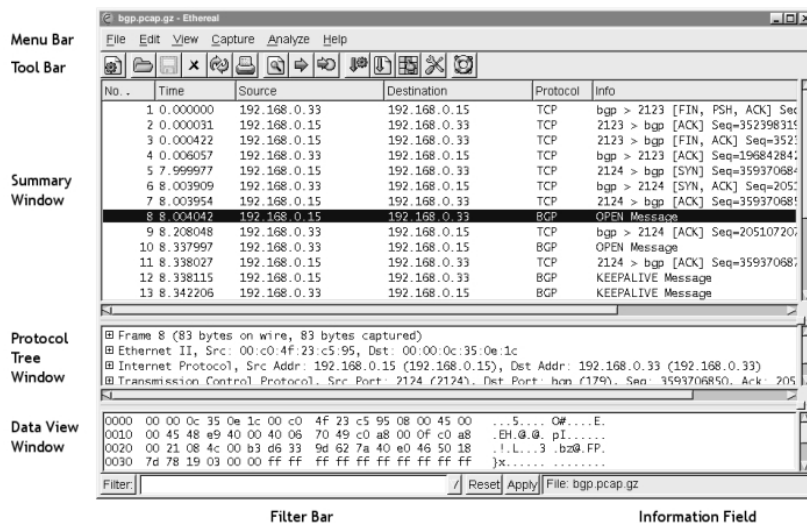 bgp.pcap.gz - Ethereal
Menu Bar
File Edit View Capture Analyze Help
Tool Bar
No. . Time Source Destination Protocol Info
1 0.000000 192.168.0.33 192.168.0.15 TCP bgp > 2123 [FIN, PSH, ACK] Sec
2 0.000031 192.168.0.15 192.168.0.33 TCP 2123 > bgp [ACK] Seq=352398319
3 0.000422 192.168.0.15 192.168.0.33 TCP 2123 > bgp [FIN, ACK] Seq=3523
4 0.006057 192.168.0.33 192.168.0.15 TCP bgp > 2123 [ACK] Seq=196842842
5 7.999977 192.168.0.15 192.168.0.33 TCP 2124 > bgp [SYN] Seq=359370684
6 8.003909 192.168.0.33 192.168.0.15 TCP bgp > 2124 [SYN, ACK] Seq=2051
7 8.003954 192.168.0.15 192.168.0.33 TCP 2124 > bgp [ACK] Seq=359370685
8 8.004042 192.168.0.15 192.168.0.33 BGP OPEN Message
9 8.208048 192.168.0.33 192.168.0.15 TCP bgp > 2124 [ACK] Seq=205107207
10 8.337997 192.168.0.33 192.168.0.15 BGP OPEN Message
11 8.338027 192.168.0.15 192.168.0.33 TCP 2124 > bgp [ACK] Seq=359370687
12 8.338115 192.168.0.15 192.168.0.33 BGP KEEPALIVE Message
13 8.342206 192.168.0.33 192.168.0.15 BGP KEEPALIVE Message
Summary
Window
Protocol
Tree
Window
Frame 8 (83 bytes on wire, 83 bytes captured)
Ethernet II, Src: 00:c0:4f:23:c5:95, Dst: 00:00:0c:35:0e:1c
Internet Protocol, Src Addr: 192.168.0.15 (192.168.0.15), Dst Addr: 192.168.0.33 (192.168.0.33)
Transmission Control Protocol, Src Port: 2124 (2124), Dst Port: bgp (179), Seq: 3593706850, Ack: 205
Data View
Window
0000 00 00 0c 35 0e 1c 00 c0 4f 23 c5 95 08 00 45 00 ...5.... O#....E.
0010 00 45 48 e9 40 00 40 06 70 49 c0 a8 00 0f c0 a8 .EH.@.@. pI......
0020 00 21 08 4c 00 b3 d6 33 9d 62 7a 40 e0 46 50 18 .!.L...3 .bz@.FP.
0030 7d 78 19 03 00 00 ff ff ff ff ff ff ff ff ff ff }x...... ........
Filter: / Reset Apply File: bgp.pcap.gz
Filter Bar
Information Field